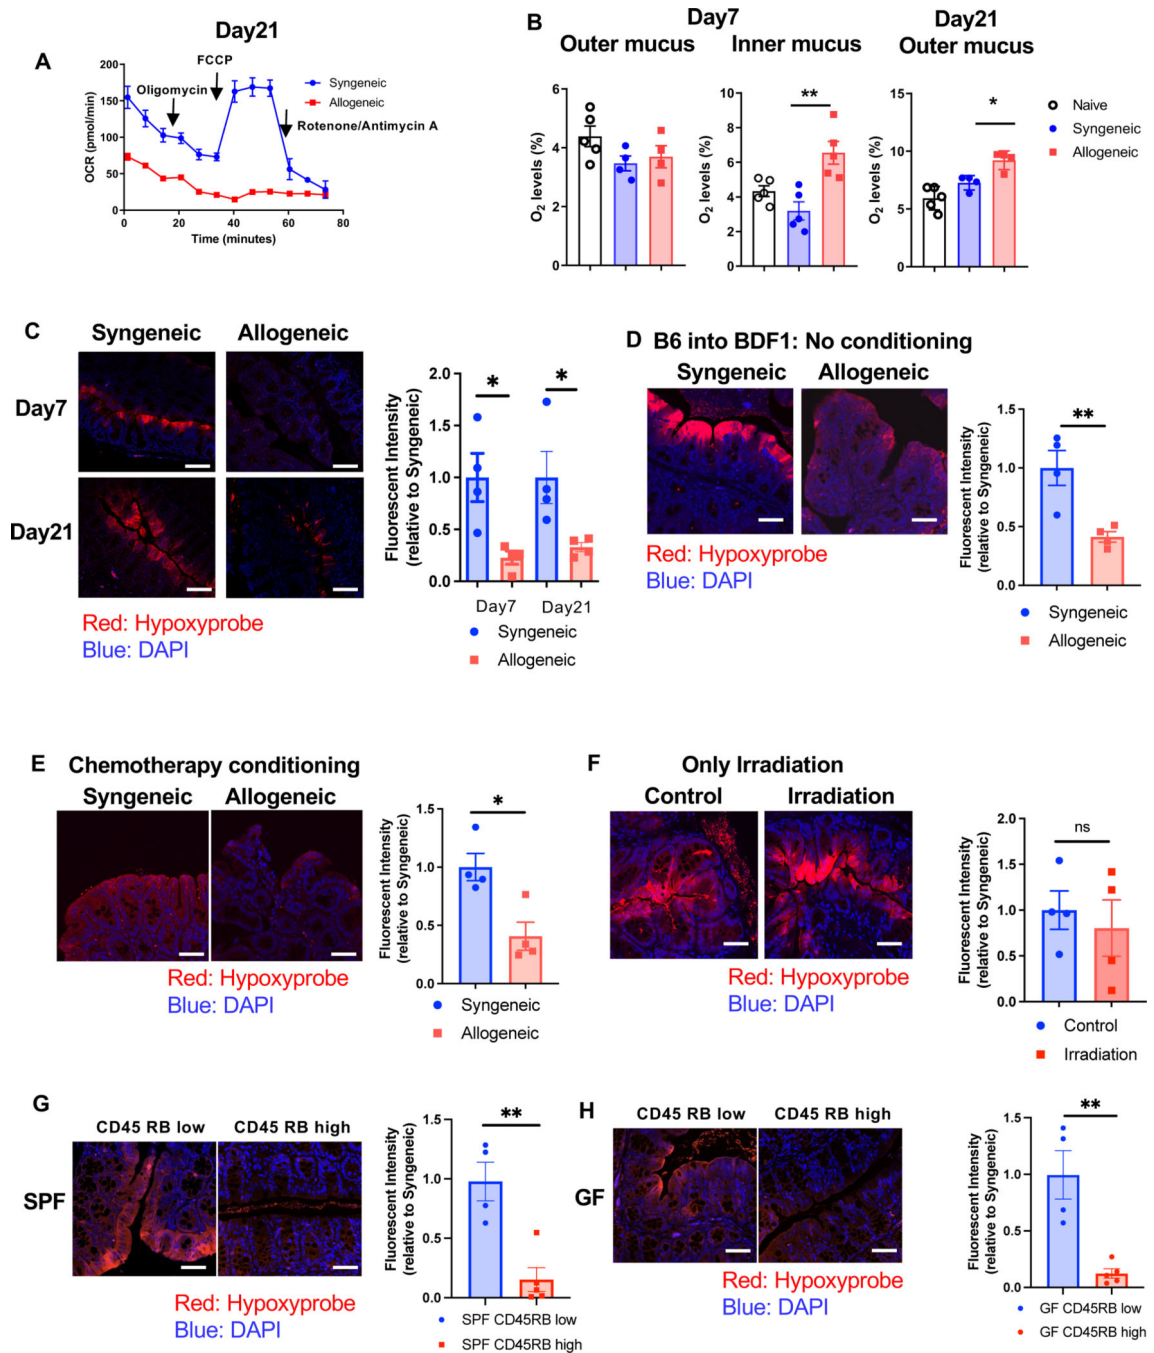 Day21
A
OCR (pmol/min)
200
150
100
50
0
0
20
40
60
80
Time (minutes)
Oligomycin
FCCP
Rotenone/Antimycin A
Syngeneic
Allogeneic
B
Day7
Day21
Outer mucus
Inner mucus
Outer mucus
O2 levels (%)
6
4
2
0
O2 levels (%)
10
8
6
4
2
0
**
O2 levels (%)
15
10
5
0
*
Naive
Syngeneic
Allogeneic
C
Syngeneic
Allogeneic
Day7
Day21
Red: Hypoxyprobe
Blue: DAPI
Fluorescent Intensity
(relative to Syngeneic)
2.0
1.5
1.0
0.5
0.0
*
*
Day7
Day21
Syngeneic
Allogeneic
D
B6 into BDF1: No conditioning
Syngeneic
Allogeneic
Red: Hypoxyprobe
Blue: DAPI
Fluorescent Intensity
(relative to Syngeneic)
1.5
1.0
0.5
0.0
**
Syngeneic
Allogeneic
E
Chemotherapy conditioning
Syngeneic
Allogeneic
Red: Hypoxyprobe
Blue: DAPI
Fluorescent Intensity
(relative to Syngeneic)
1.5
1.0
0.5
0.0
*
Syngeneic
Allogeneic
F
Only Irradiation
Control
Irradiation
Red: Hypoxyprobe
Blue: DAPI
Fluorescent Intensity
(relative to Syngeneic)
2.0
1.5
1.0
0.5
0.0
ns
Control
Irradiation
G
CD45 RB low
CD45 RB high
SPF
Red: Hypoxyprobe
Blue: DAPI
Fluorescent Intensity
(relative to Syngeneic)
1.5
1.0
0.5
0.0
**
SPF CD45RB low
SPF CD45RB high
H
CD45 RB low
CD45 RB high
GF
Red: Hypoxyprobe
Blue: DAPI
Fluorescent Intensity
(relative to Syngeneic)
1.5
1.0
0.5
0.0
**
GF CD45RB low
GF CD45RB high